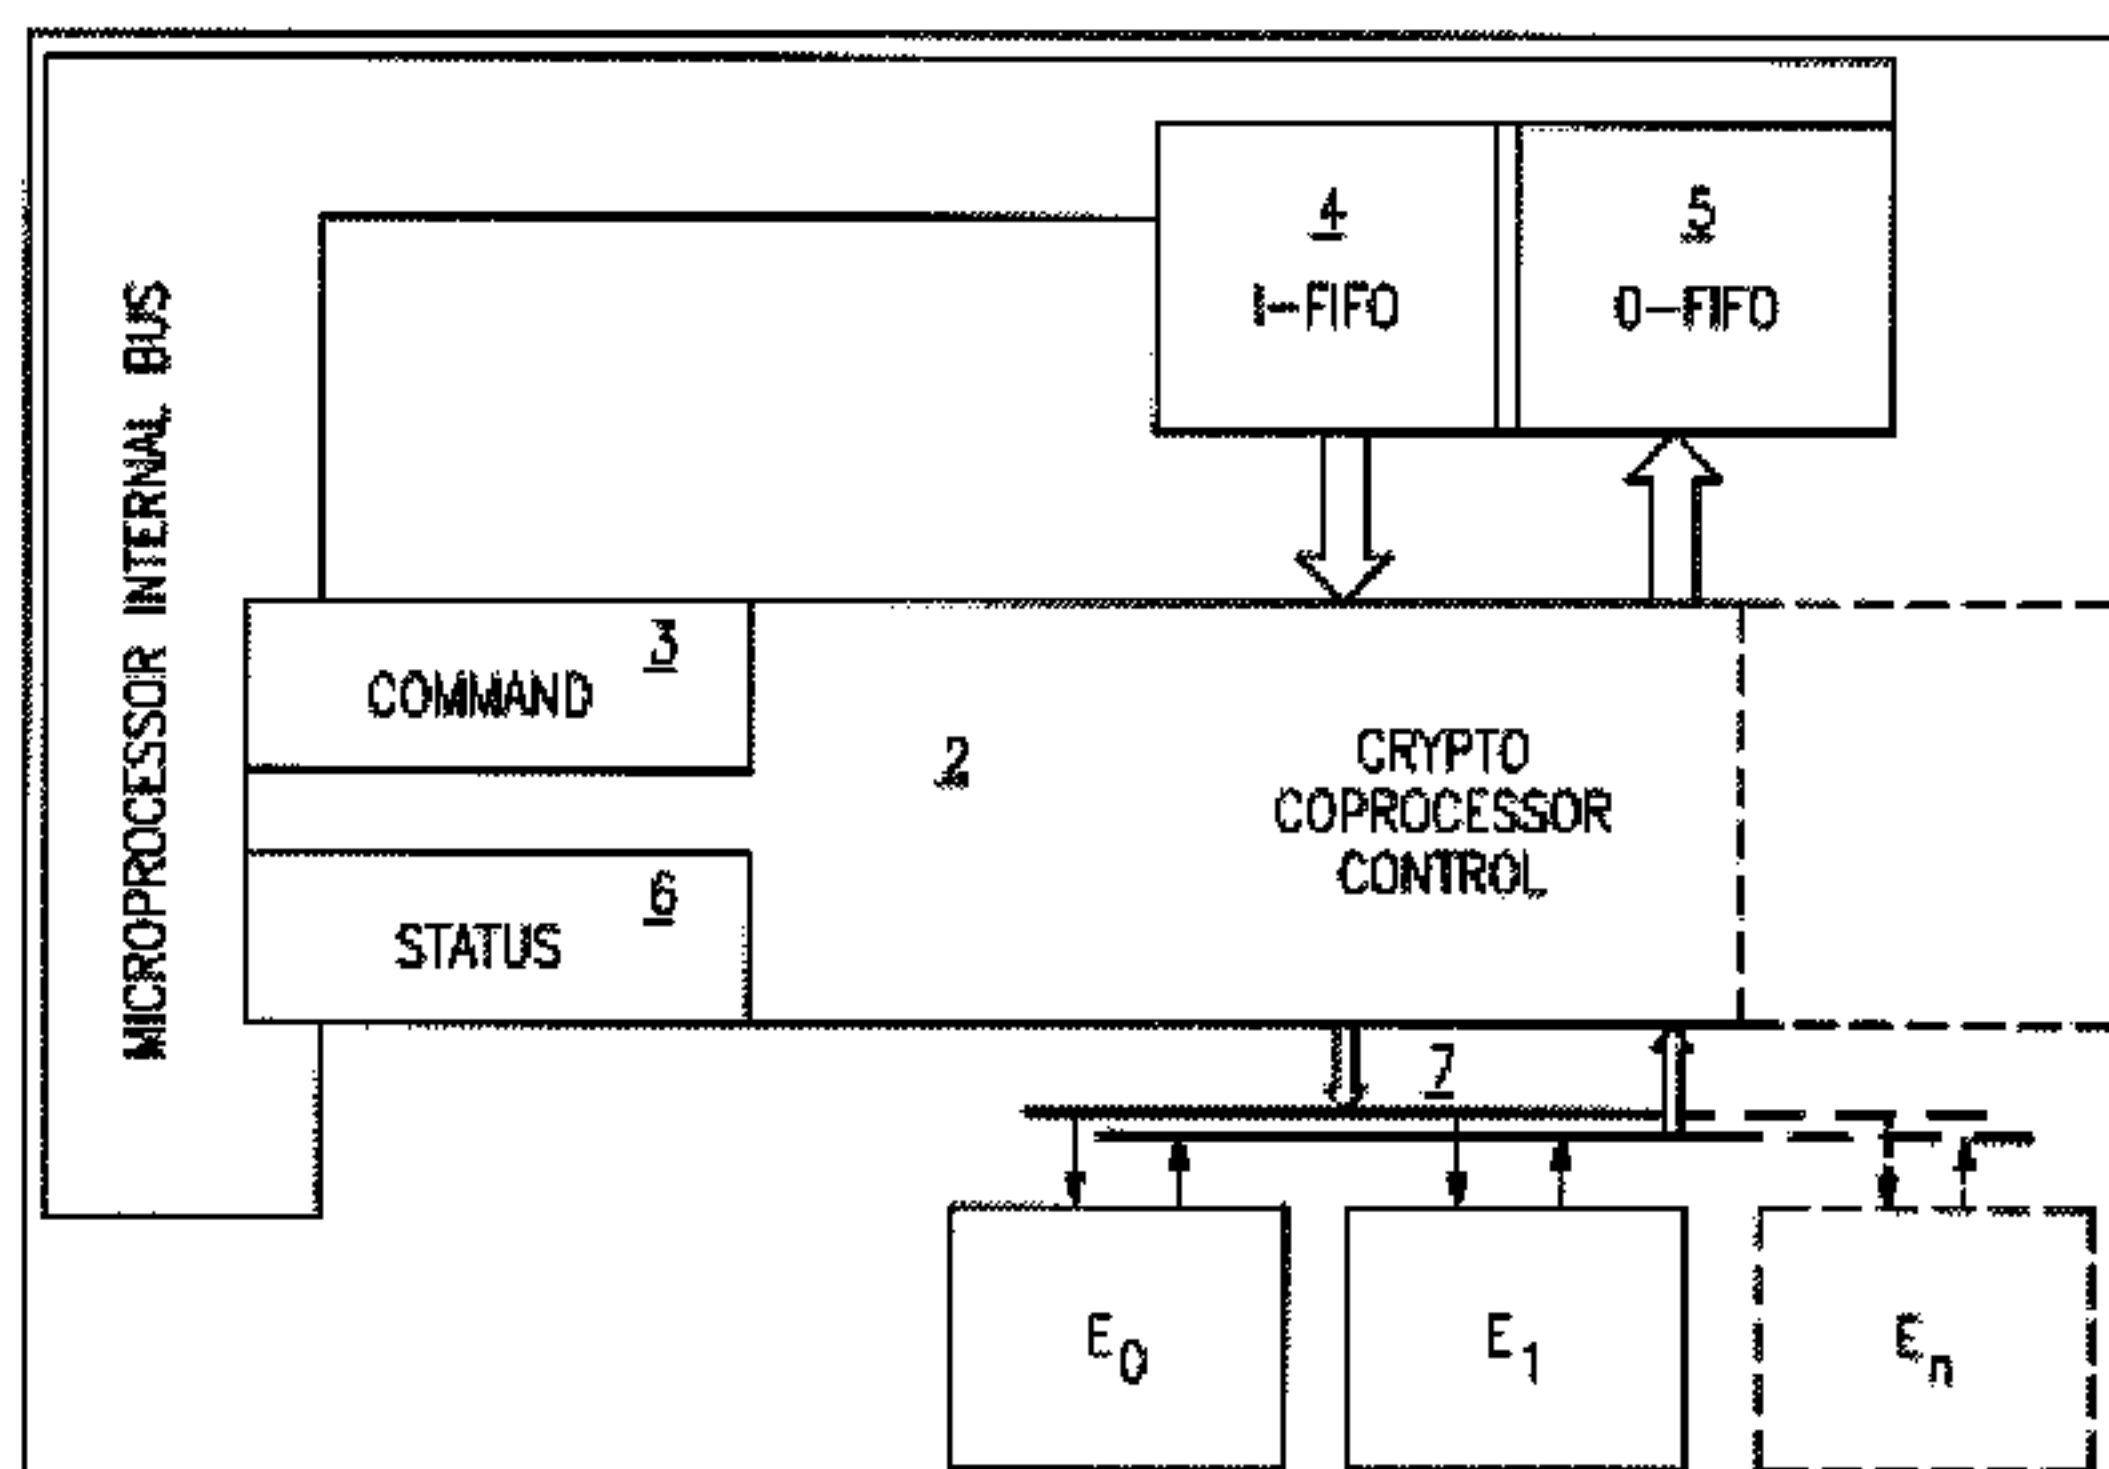 MICROPROCESSOR INTERNAL BUS
4
I-FIFO
5
O-FIFO
3
COMMAND
2
CRYPTO
COPROCESSOR
CONTROL
6
STATUS
7
E0
E1
En